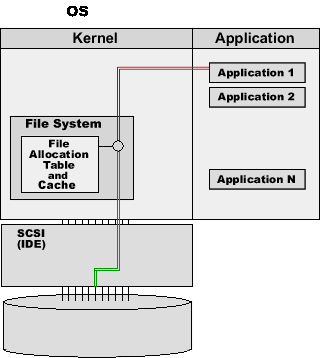 OS
Kernel
Application
Application 1
Application 2
File System
File
Allocation
Table
and
Cache
Application N
SCSI
(IDE)